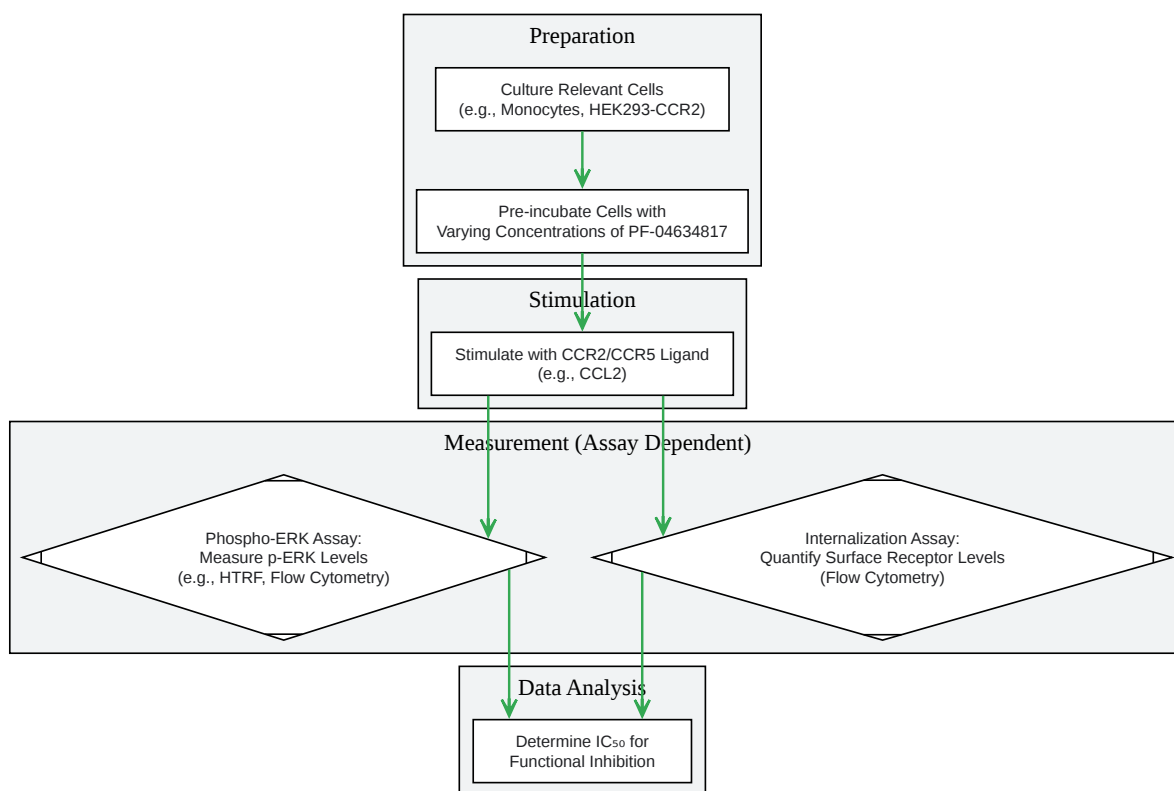 Preparation
Culture Relevant Cells
(e.g., Monocytes, HEK293-CCR2)
Pre-incubate Cells with
Varying Concentrations of PF-04634817
Stimulation
Stimulate with CCR2/CCR5 Ligand
(e.g., CCL2)
Measurement (Assay Dependent)
Phospho-ERK Assay:
Measure p-ERK Levels
(e.g., HTRF, Flow Cytometry)
Internalization Assay:
Quantify Surface Receptor Levels
(Flow Cytometry)
Data Analysis
Determine IC₅₀ for
Functional Inhibition